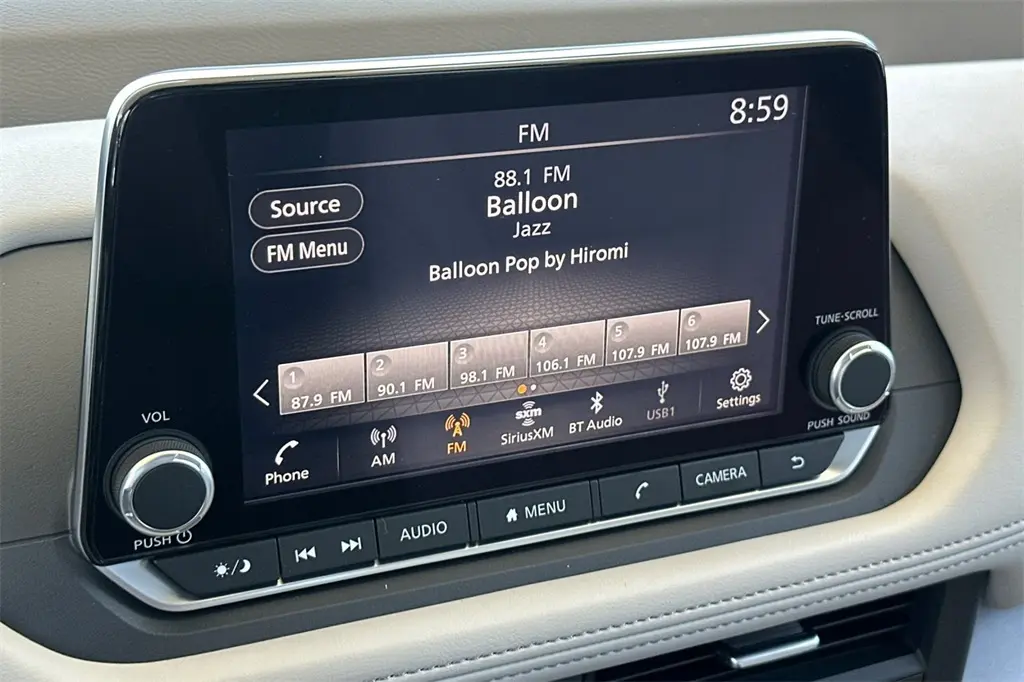 8:59
FM
88.1 FM
Source
Balloon
Jazz
FM Menu
Balloon Pop by Hiromi
1
87.9 FM
2
90.1 FM
3
98.1 FM
4
106.1 FM
5
107.9 FM
6
107.9 FM
TUNE·SCROLL
PUSH SOUND
VOL
PUSH
Phone
AM
FM
sxm
SiriusXM
BT Audio
USB1
Settings
AUDIO
MENU
CAMERA